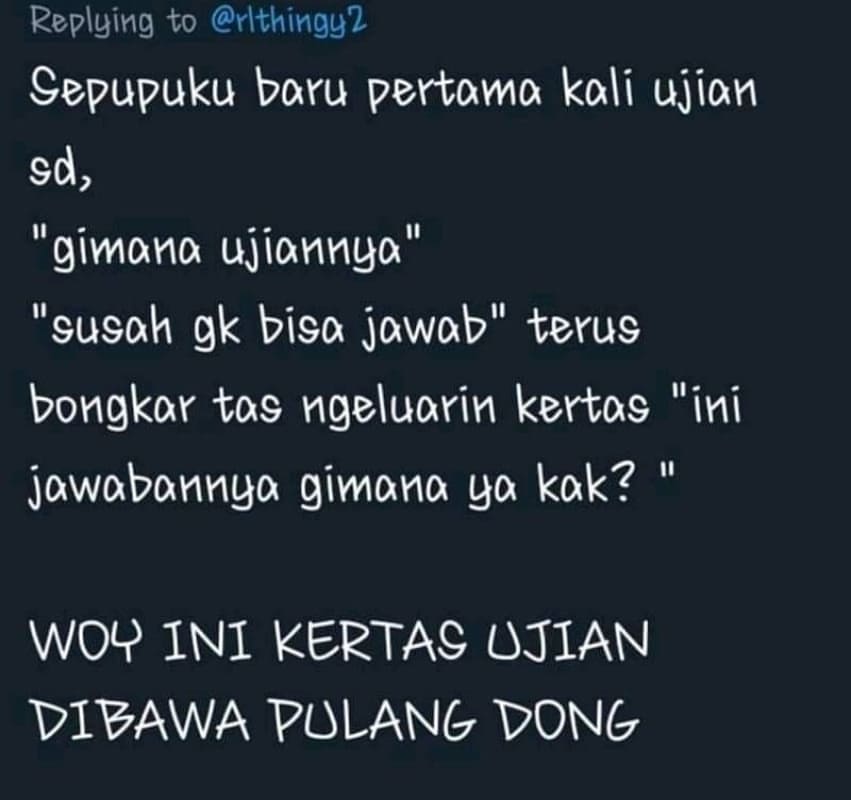 Replying to @rlthingy2
Sepupuku baru pertama kali ujian
sd,
"gimana ujiannya"
"susah gk bisa jawab" terus
bongkar tas ngeluarin kertas "ini
jawabannya gimana ya kak? "
WOY INI KERTAS UJIAN
DIBAWA PULANG DONG